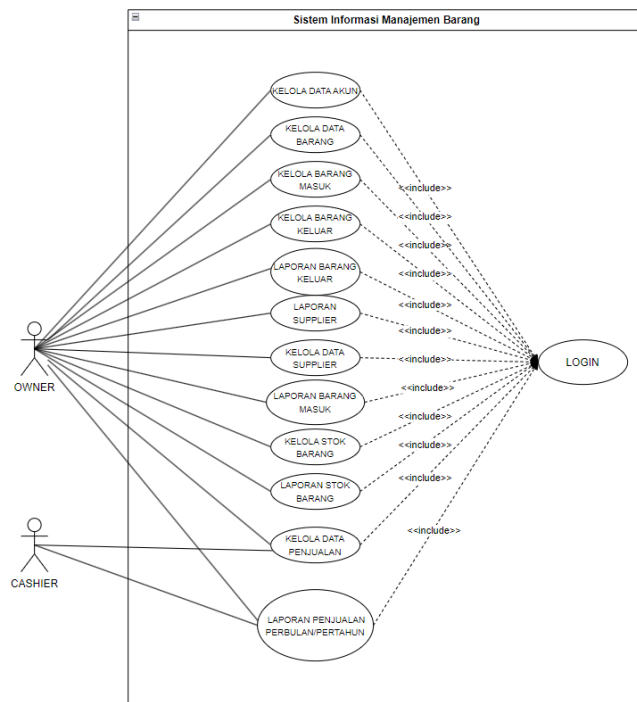 Sistem Informasi Manajemen Barang
KELOLA DATA AKUN
KELOLA DATA
BARANG
KELOLA BARANG
MASUK
KELOLA BARANG
KELUAR
LAPORAN BARANG
KELUAR
LAPORAN
SUPPLIER
KELOLA DATA
SUPPLIER
LAPORAN BARANG
MASUK
KELOLA STOK
BARANG
LAPORAN STOK
BARANG
KELOLA DATA
PENJUALAN
LAPORAN PENJUALAN
PERBULAN/PERTAHUN
<<include>>
<<include>>
<<include>>
<<include>>
<<include>>
<<include>>
<<include>>
<<include>>
<<include>>
<<include>>
<<include>>
LOGIN
OWNER
CASHIER